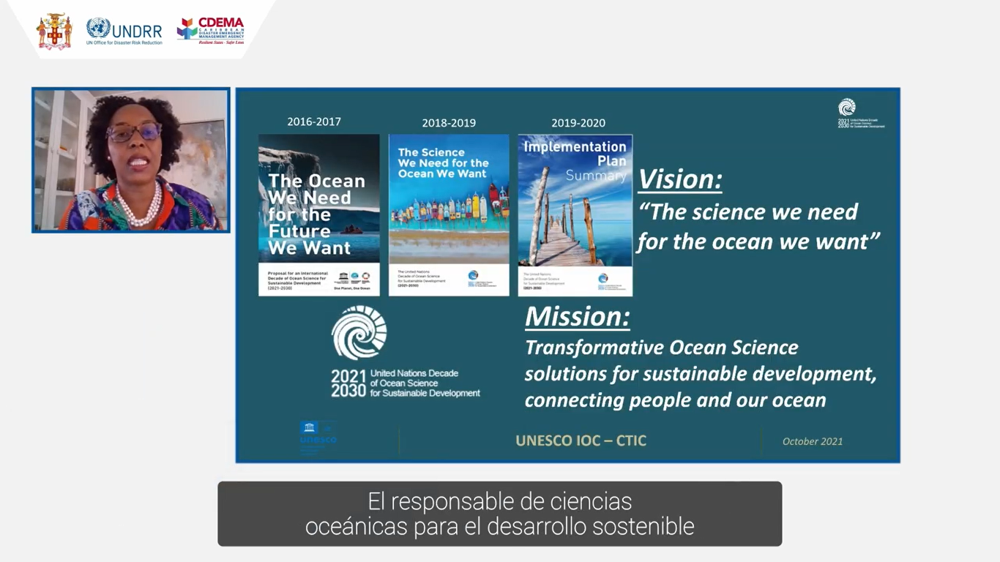 UNDRR
UN Office for Disaster Risk Reduction
CDEMA
CARIBBEAN
DISASTER EMERGENCY
MANAGEMENT AGENCY
Resilient States - Safer Lives
2016-2017
2018-2019
2019-2020
2021
2030
United Nations Decade
of Ocean Science
for Sustainable Development
The Ocean
We Need
for the
Future
We Want
Proposal for an International
Decade of Ocean Science for
Sustainable Development
(2021-2030)
One Planet, One Ocean
The Science
We Need for the
Ocean We Want
The United Nations
Decade of Ocean Science
for Sustainable Development
(2021-2030)
Implementation
Plan
Summary
The United Nations
Decade of Ocean Science
for Sustainable Development
(2021-2030)
Vision:
“The science we need
for the ocean we want”
Mission:
Transformative Ocean Science
solutions for sustainable development,
connecting people and our ocean
2021
2030
United Nations Decade
of Ocean Science
for Sustainable Development
unesco
UNESCO IOC – CTIC
October 2021
El responsable de ciencias
oceánicas para el desarrollo sostenible